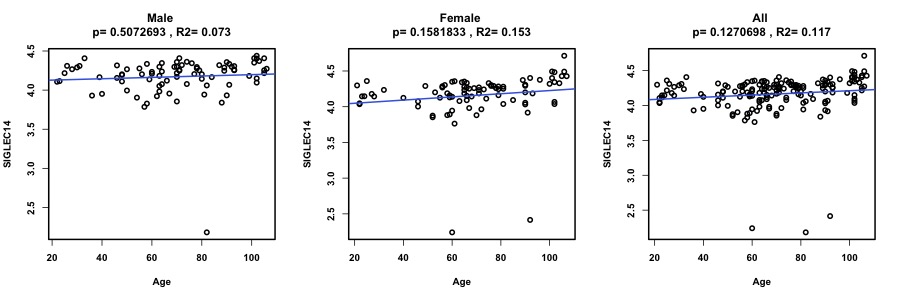 Male
p= 0.5072693 , R2= 0.073
SIGLEC14
4.5
4.0
3.5
3.0
2.5
20 40 60 80 100
Age
Female
p= 0.1581833 , R2= 0.153
SIGLEC14
4.5
4.0
3.5
3.0
2.5
20 40 60 80 100
Age
All
p= 0.1270698 , R2= 0.117
SIGLEC14
4.5
4.0
3.5
3.0
2.5
20 40 60 80 100
Age